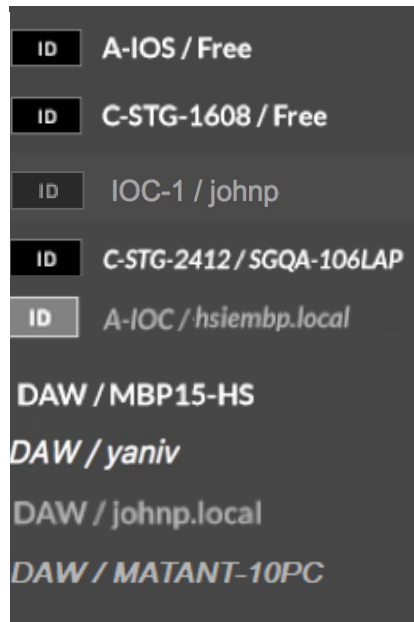 ID A-IOS / Free
ID C-STG-1608 / Free
ID IOC-1 / johnp
ID C-STG-2412 / SGQA-106LAP
ID A-IOC / hsiembp.local
DAW / MBP15-HS
DAW / yaniv
DAW / johnp.local
DAW / MATANT-10PC